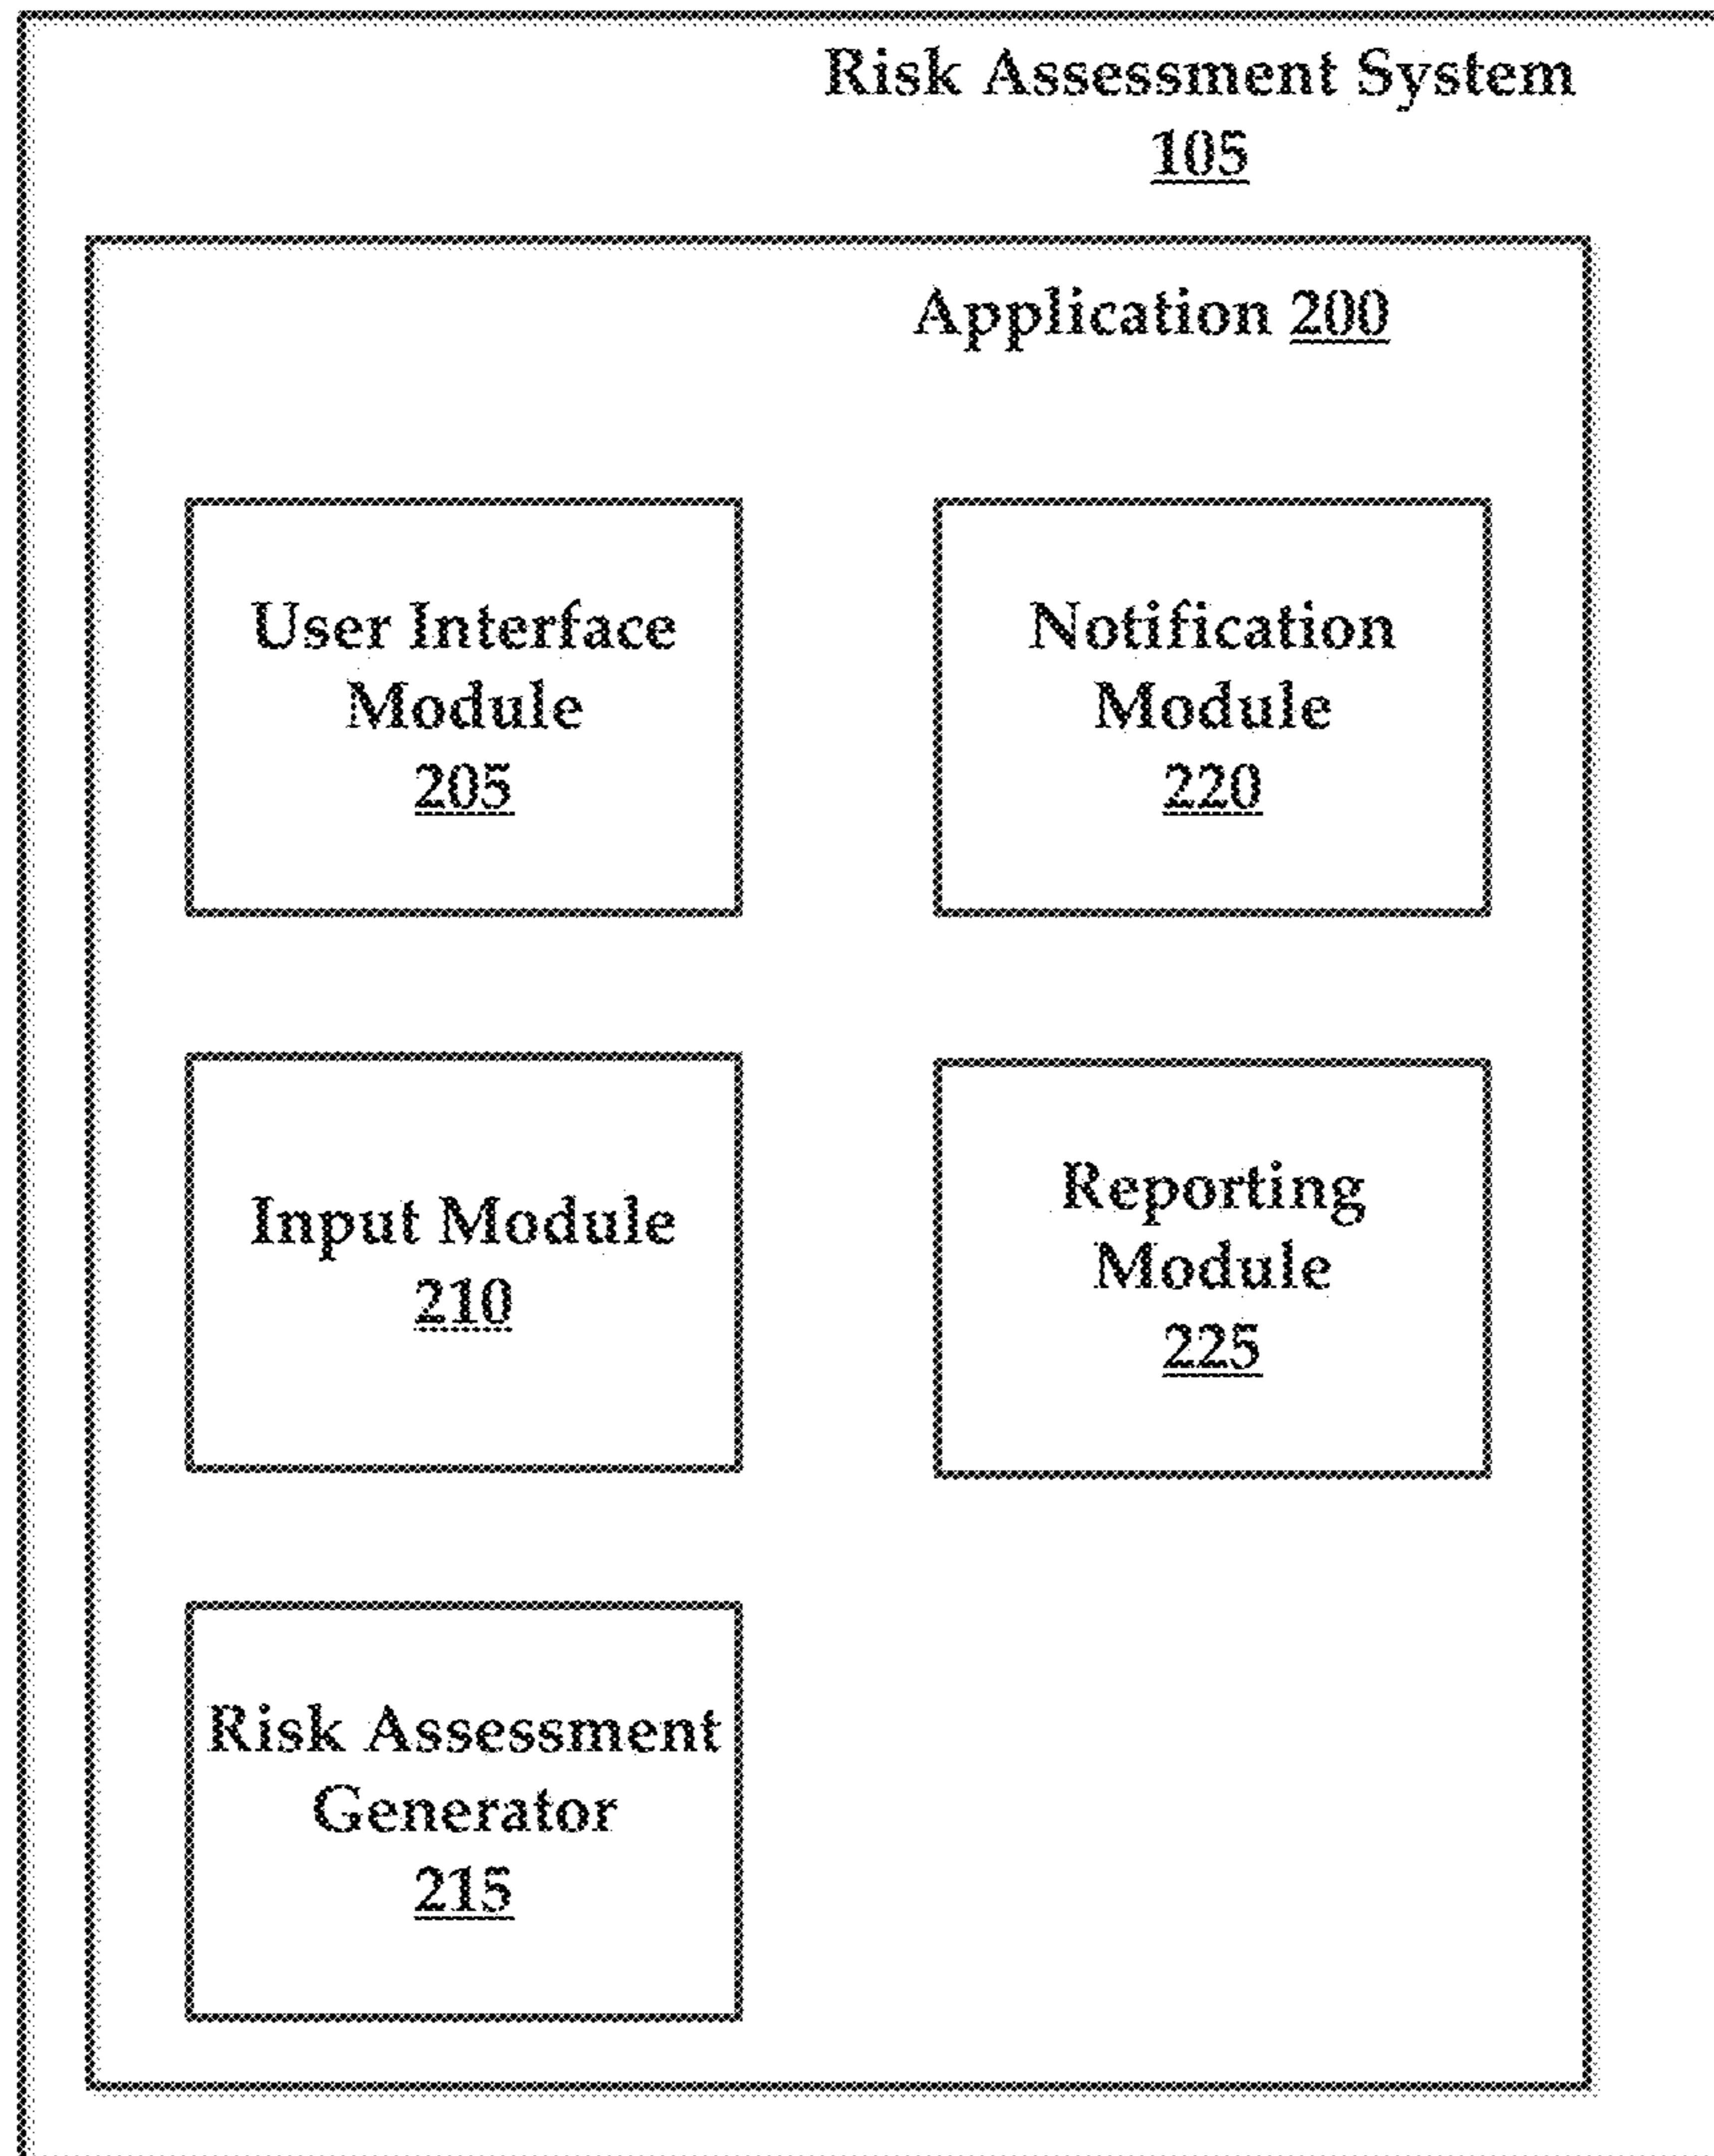 Risk Assessment System
105
Application 200
User Interface
Module
205
Notification
Module
220
Input Module
210
Reporting
Module
225
Risk Assessment
Generator
215